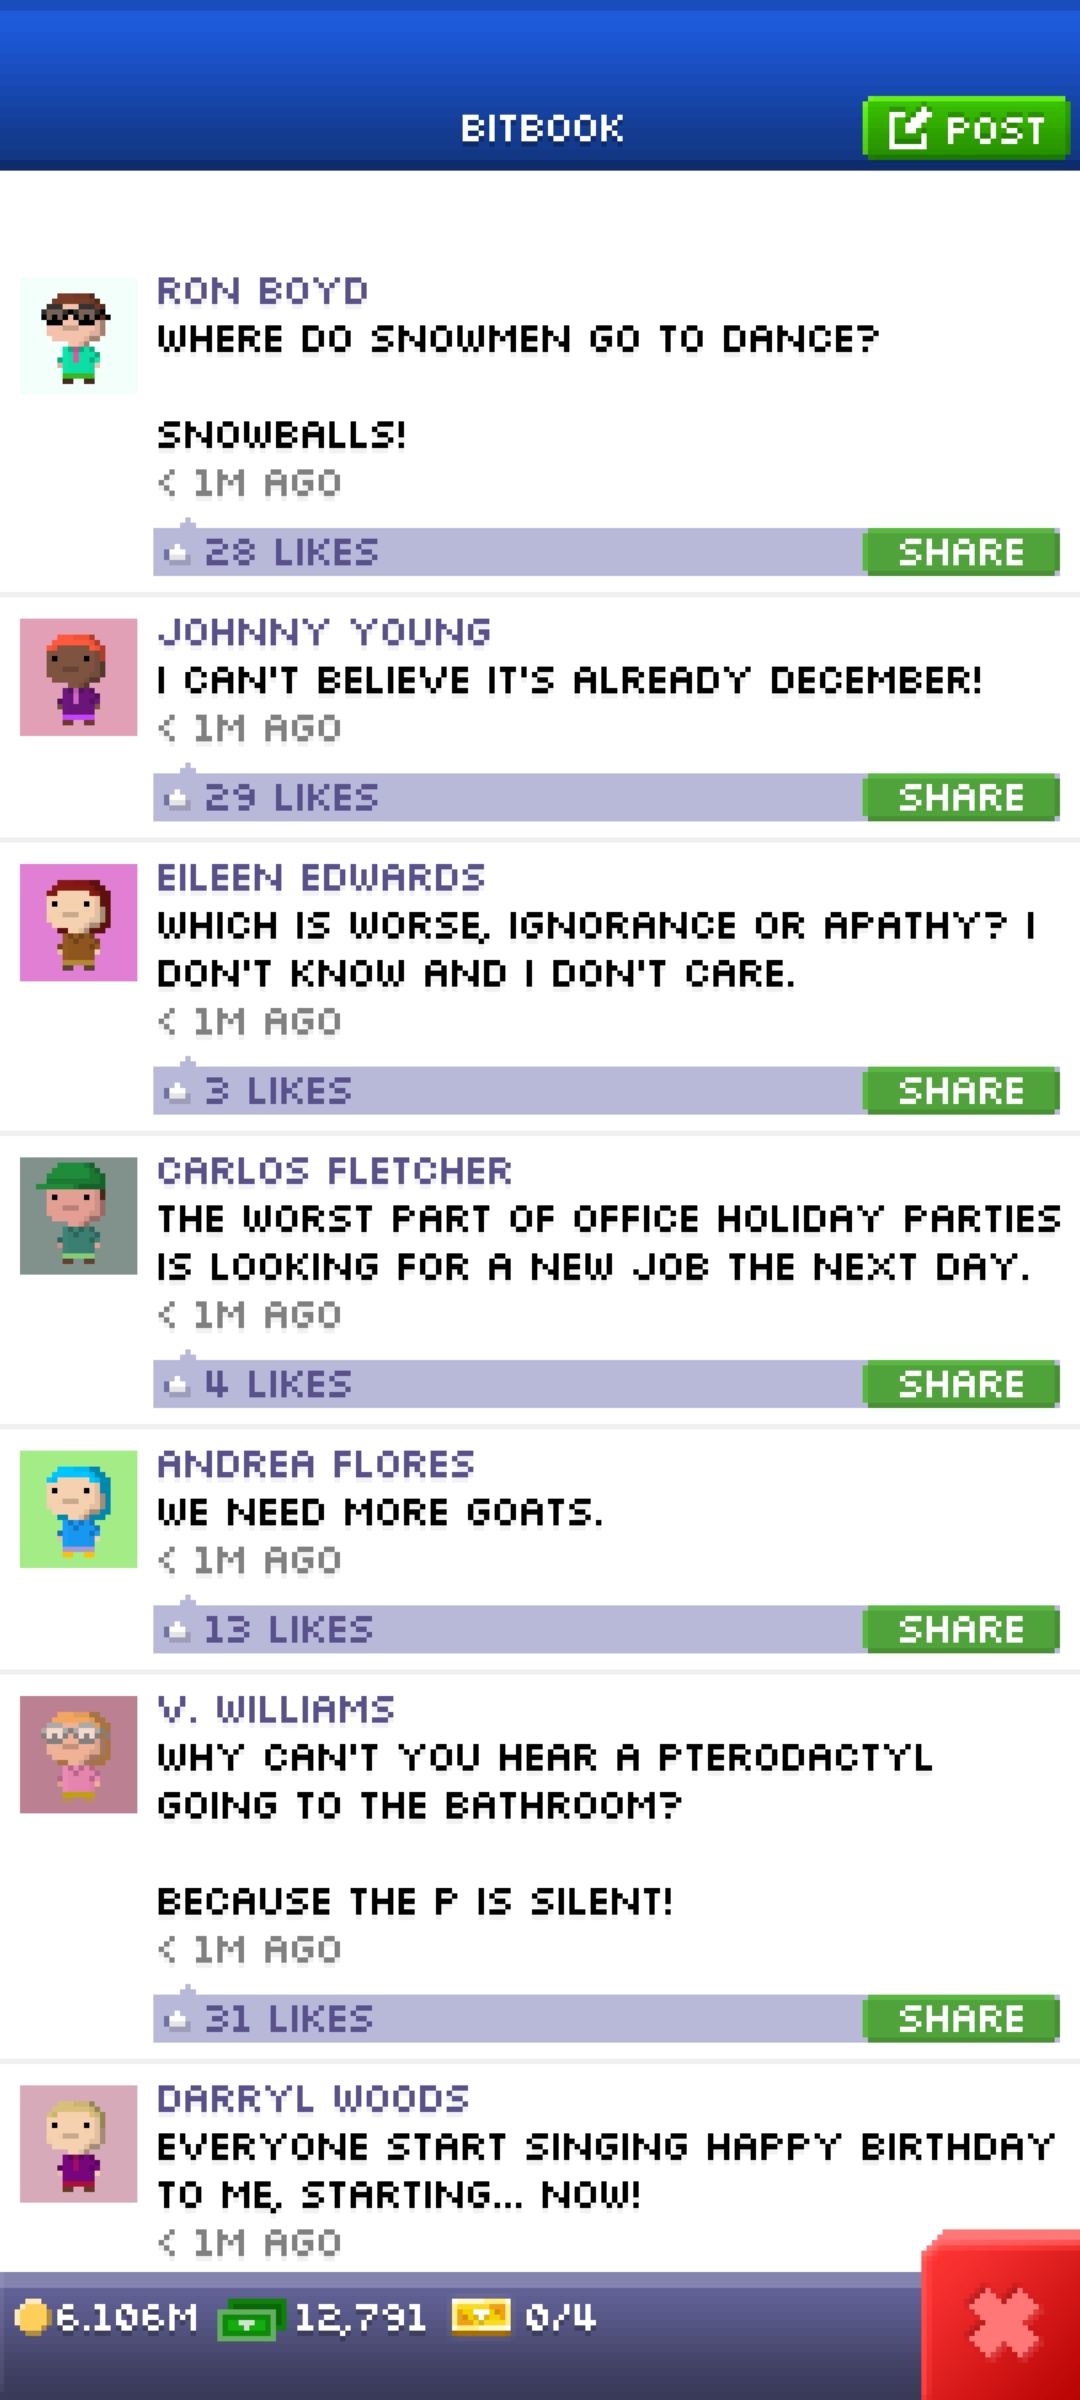 BITBOOK
POST
RON BOYD
WHERE DO SNOWMEN GO TO DANCE?
SNOWBALLS!
< 1M AGO
28 LIKES
SHARE
JOHNNY YOUNG
I CAN'T BELIEVE IT'S ALREADY DECEMBER!
< 1M AGO
29 LIKES
SHARE
EILEEN EDWARDS
WHICH IS WORSE, IGNORANCE OR APATHY? I
DON'T KNOW AND I DON'T CARE.
< 1M AGO
3 LIKES
SHARE
CARLOS FLETCHER
THE WORST PART OF OFFICE HOLIDAY PARTIES
IS LOOKING FOR A NEW JOB THE NEXT DAY.
< 1M AGO
4 LIKES
SHARE
ANDREA FLORES
WE NEED MORE GOATS.
< 1M AGO
13 LIKES
SHARE
V. WILLIAMS
WHY CAN'T YOU HEAR A PTERODACTYL
GOING TO THE BATHROOM?
BECAUSE THE P IS SILENT!
< 1M AGO
31 LIKES
SHARE
DARRYL WOODS
EVERYONE START SINGING HAPPY BIRTHDAY
TO ME, STARTING... NOW!
< 1M AGO
6.106M 12,791 0/4